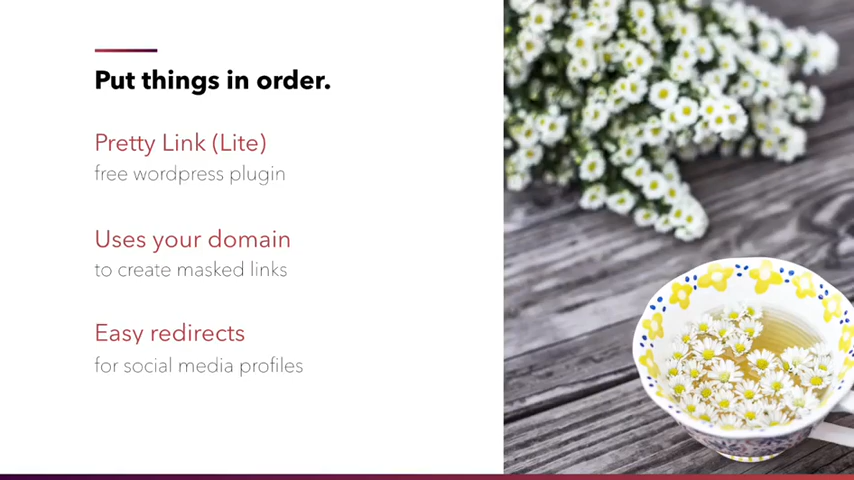 Put things in order.
Pretty Link (Lite)
free wordpress plugin
Uses your domain
to create masked links
Easy redirects
for social media profiles